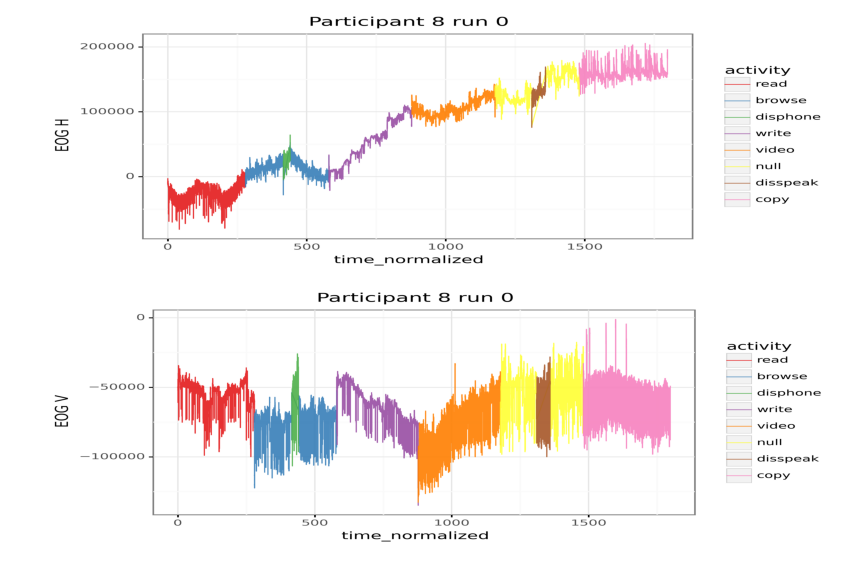 Participant 8 run 0
200000
100000
0
EOG H
0 500 1000 1500
time_normalized
activity
read
browse
disphone
write
video
null
disspeak
copy
Participant 8 run 0
0
−50000
−100000
EOG V
0 500 1000 1500
time_normalized
activity
read
browse
disphone
write
video
null
disspeak
copy